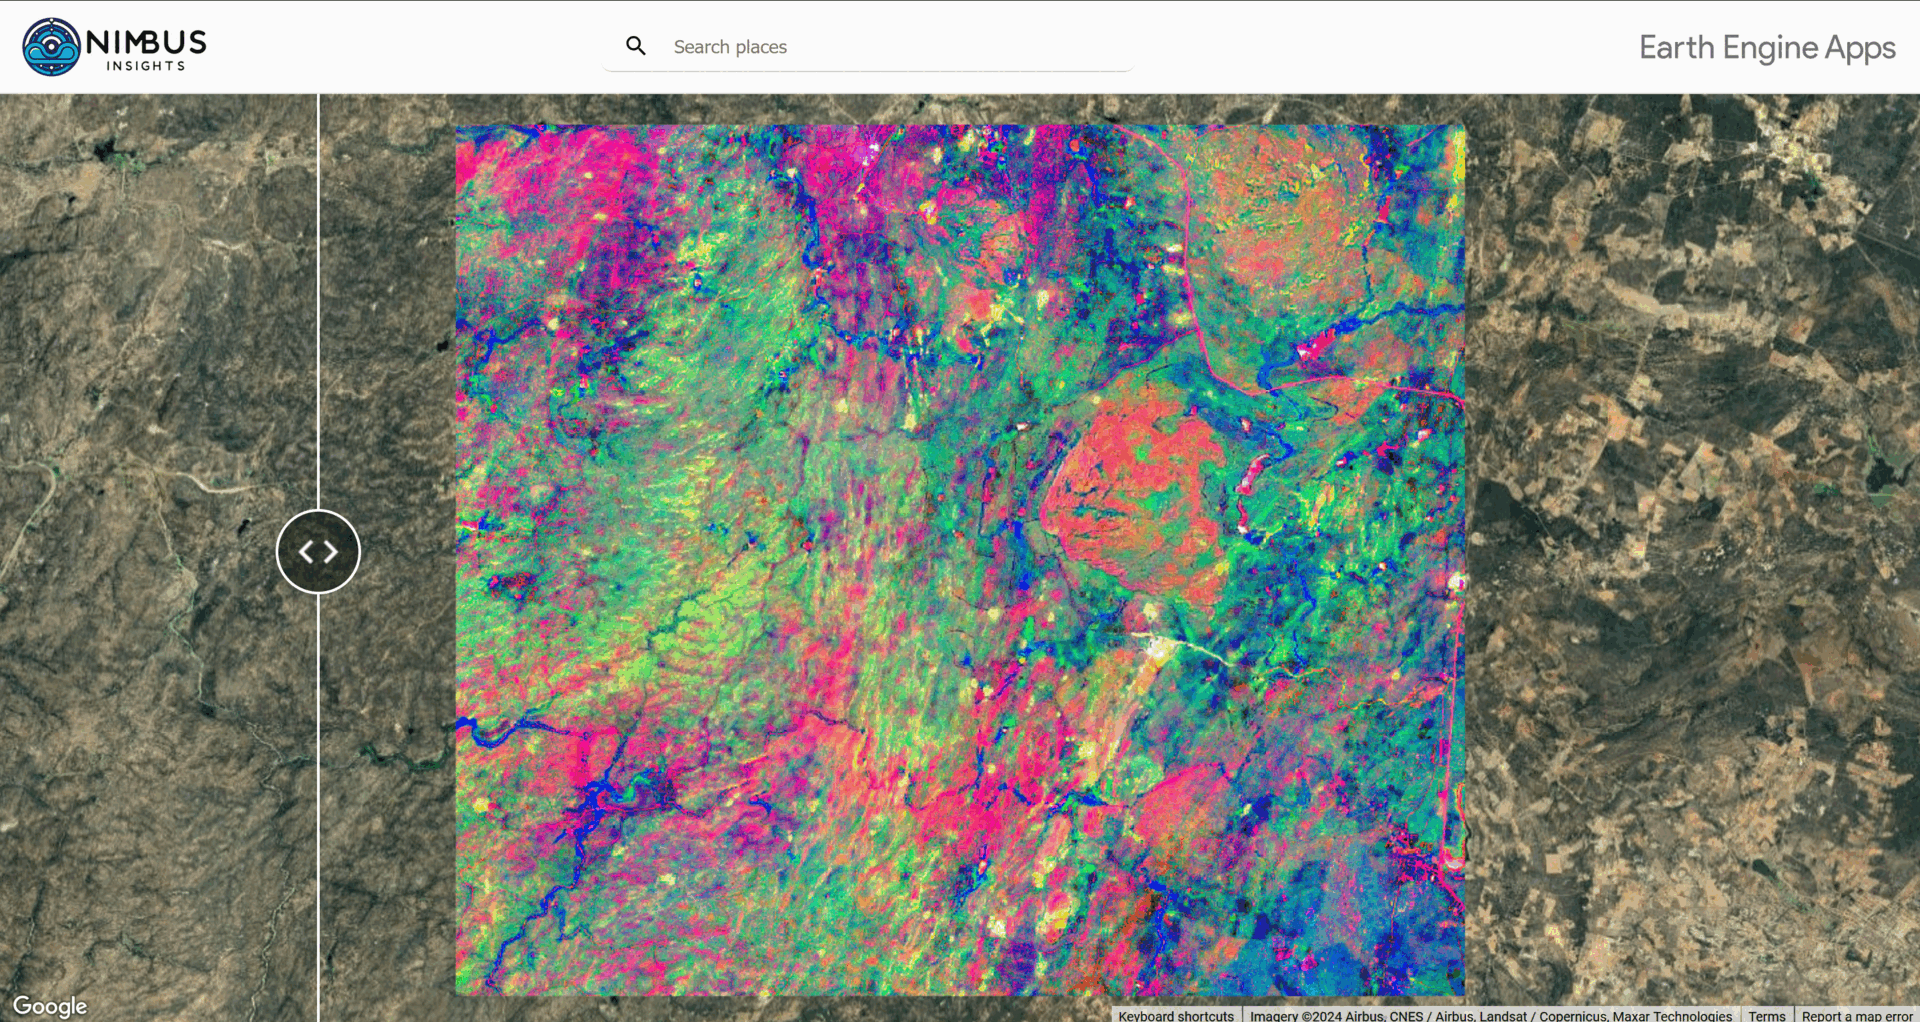 NIMBUS
INSIGHTS
Search places
Earth Engine Apps
Google
Keyboard shortcuts
Imagery ©2024 Airbus, CNES / Airbus, Landsat / Copernicus, Maxar Technologies
Terms
Report a map error